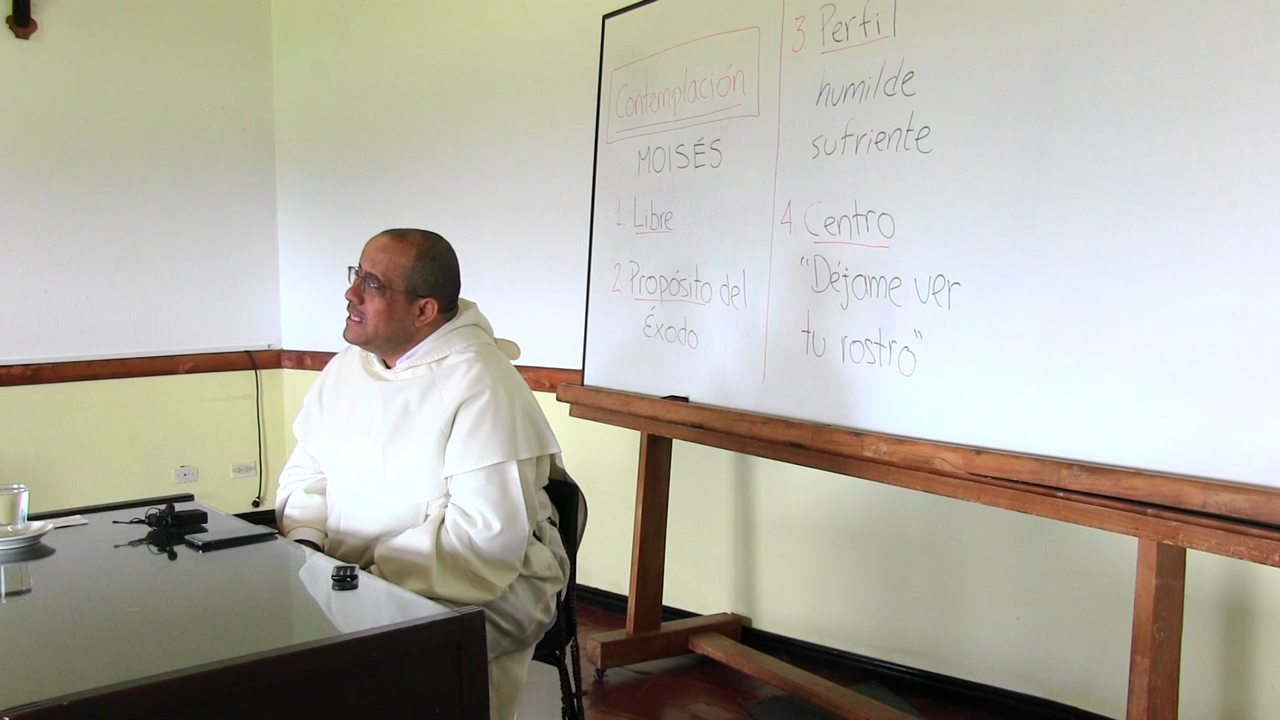 Contemplación
MOISÉS
1. Libre
2. Propósito del
Éxodo
3 Perfil
humilde
sufriente
4. Centro
"Déjame ver
tu rostro"